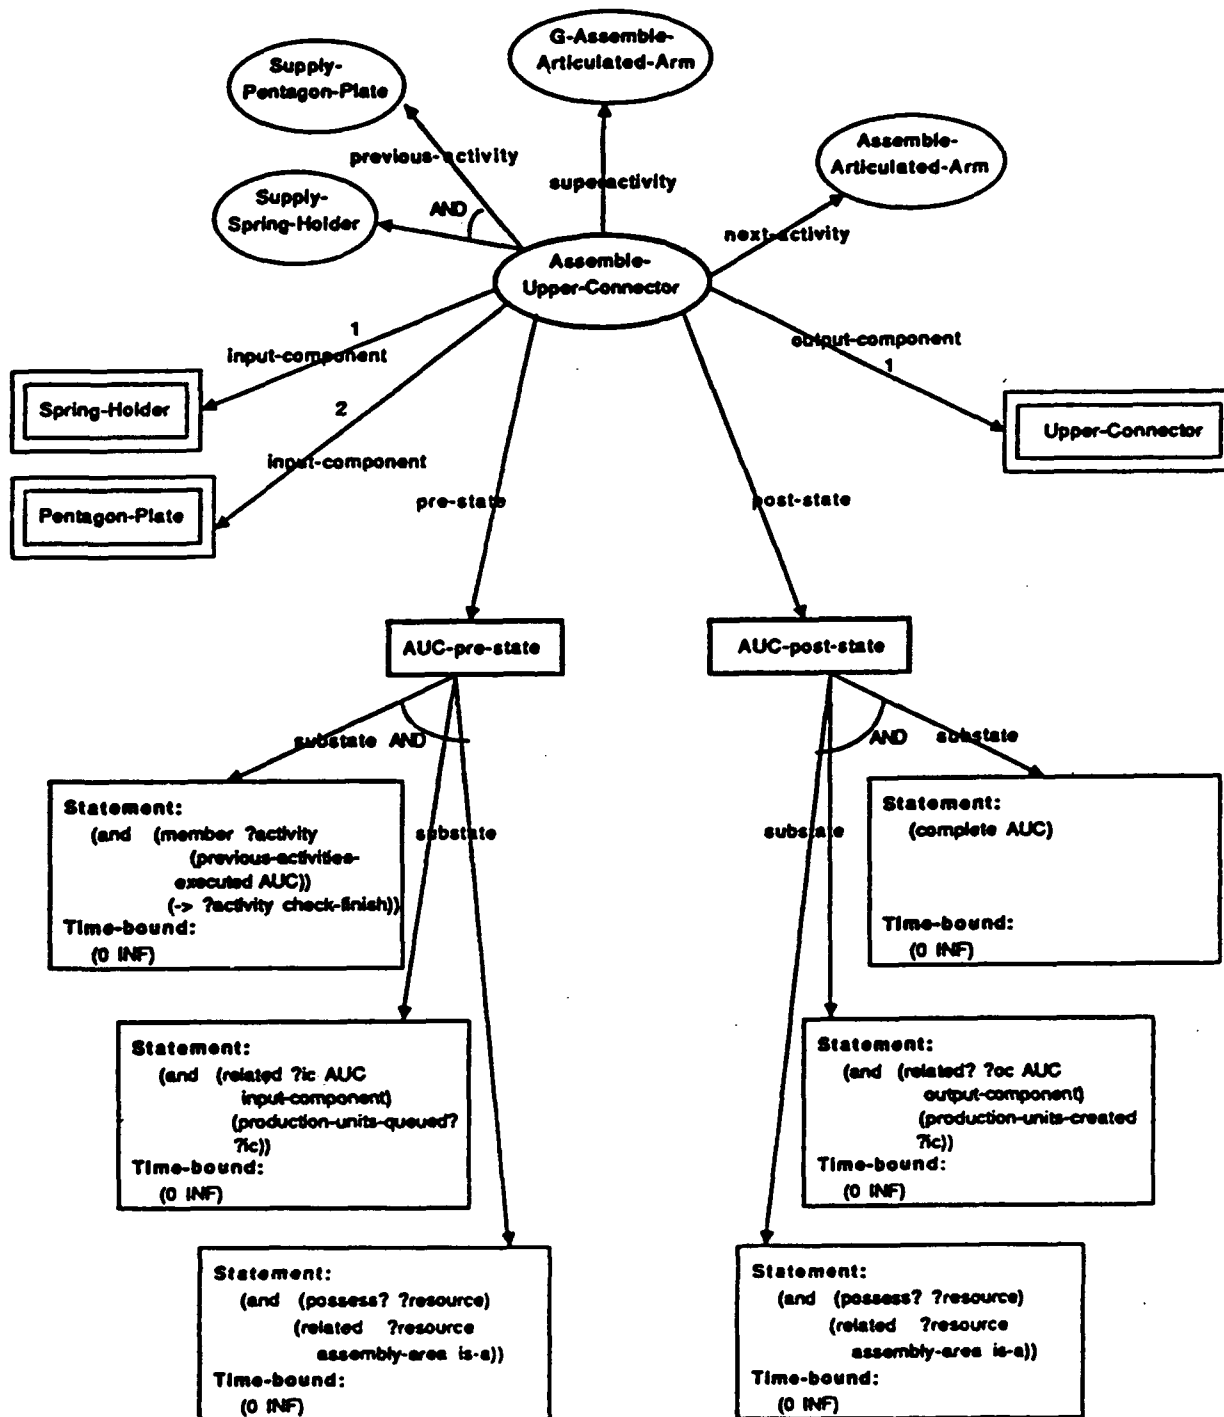 G-Assemble-
Articulated-Arm
Supply-
Pentagon-Plate
Assemble-
Articulated-Arm
previous-activity
superactivity
Supply-
Spring-Holder
AND
next-activity
Assemble-
Upper-Connector
1
input-component
output-component
1
Spring-Holder
2
Upper-Connector
input-component
Pentagon-Plate
pre-state
post-state
AUC-pre-state
AUC-post-state
substate AND
AND substate
Statement:
(and (member ?activity
(previous-activities-
executed AUC))
(-> ?activity check-finish))
Time-bound:
(0 INF)
substate
substate
Statement:
(complete AUC)
Time-bound:
(0 INF)
Statement:
(and (related ?ic AUC
input-component)
(production-units-queued?
?ic))
Time-bound:
(0 INF)
Statement:
(and (related? ?oc AUC
output-component)
(production-units-created
?ic))
Time-bound:
(0 INF)
Statement:
(and (possess? ?resource)
(related ?resource
assembly-area is-a))
Time-bound:
(0 INF)
Statement:
(and (possess? ?resource)
(related ?resource
assembly-area is-a))
Time-bound:
(0 INF)